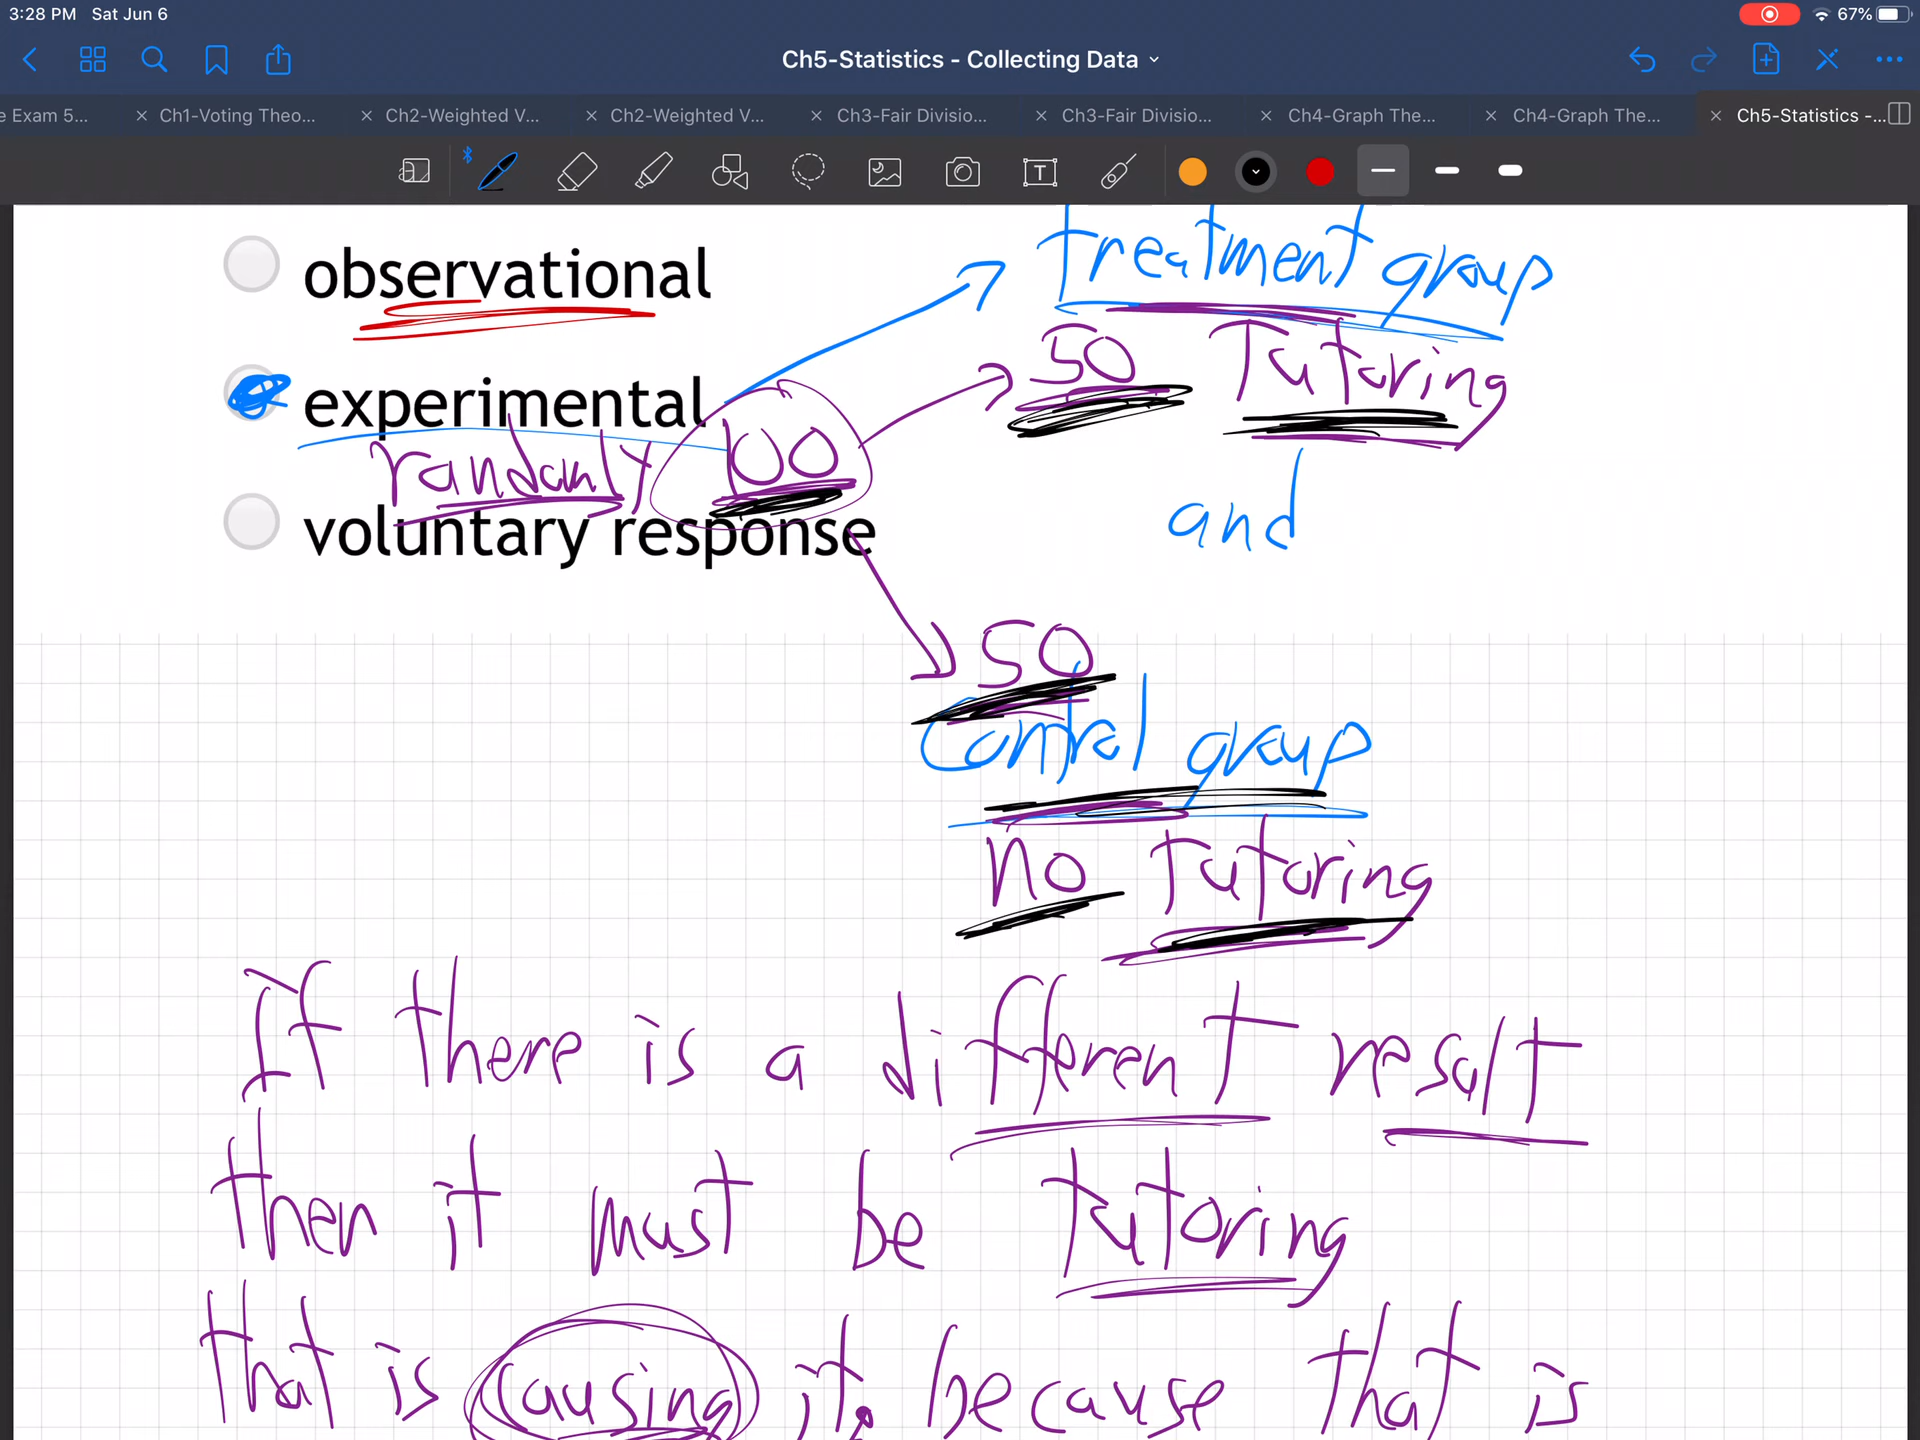 3:28 PM Sat Jun 6
67%
Ch5-Statistics - Collecting Data
e Exam 5...
Ch1-Voting Theo...
Ch2-Weighted V...
Ch2-Weighted V...
Ch3-Fair Divisio...
Ch3-Fair Divisio...
Ch4-Graph The...
Ch4-Graph The...
Ch5-Statistics -...
T
observational
treatment group
50 Tutoring
experimental
randomly 100
and
voluntary response
50
Control group
no tutoring
If there is a different result
then it must be tutoring
that is causing it, because that is